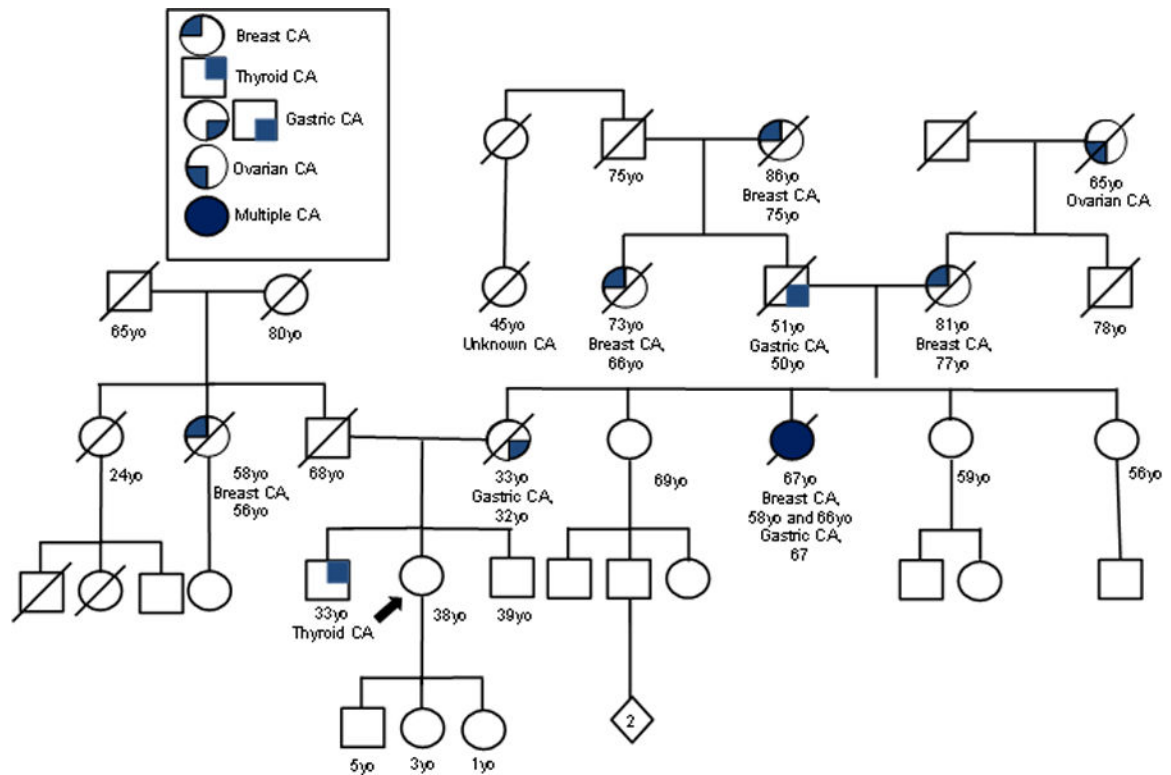 Breast CA
Thyroid CA
Gastric CA
Ovarian CA
Multiple CA
75yo
86yo
Breast CA,
75yo
65yo
Ovarian CA
65yo
80yo
45yo
Unknown CA
73yo
Breast CA,
66yo
51yo
Gastric CA,
50yo
81yo
Breast CA,
77yo
78yo
24yo
58yo
Breast CA,
56yo
68yo
33yo
Gastric CA,
32yo
69yo
67yo
Breast CA,
58yo and 66yo
Gastric CA,
67
59yo
56yo
33yo
Thyroid CA
38yo
39yo
2
5yo
3yo
1yo